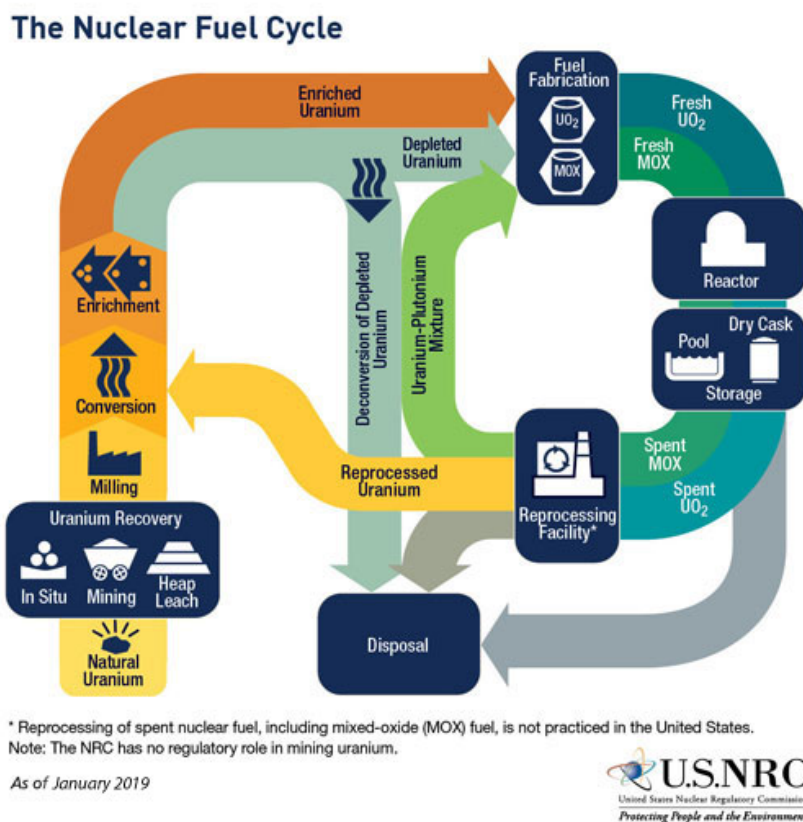 The Nuclear Fuel Cycle
Enriched
Uranium
Depleted
Uranium
Fuel
Fabrication
UO₂
MOX
Fresh
UO₂
Fresh
MOX
Reactor
Pool
Dry Cask
Storage
Spent
MOX
Spent
UO₂
Reprocessing
Facility*
Uranium-Plutonium
Mixture
Deconversion of Depleted
Uranium
Reprocessed
Uranium
Enrichment
Conversion
Milling
Uranium Recovery
In Situ
Mining
Heap
Leach
Natural
Uranium
Disposal
* Reprocessing of spent nuclear fuel, including mixed-oxide (MOX) fuel, is not practiced in the United States.
Note: The NRC has no regulatory role in mining uranium.
As of January 2019
U.S.NRC
United States Nuclear Regulatory Commission
Protecting People and the Environment